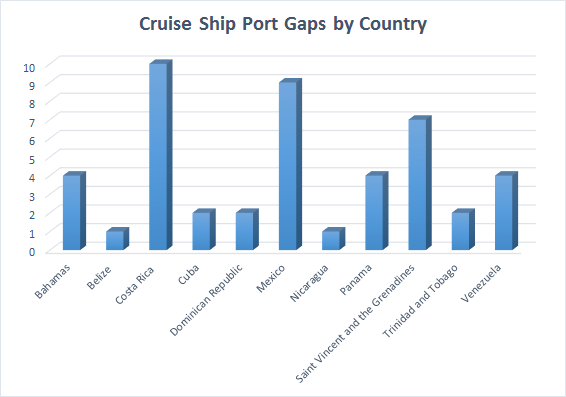 Cruise Ship Port Gaps by Country
10
9
8
7
6
5
4
3
2
1
0
Bahamas
Belize
Costa Rica
Cuba
Dominican Republic
Mexico
Nicaragua
Panama
Saint Vincent and the Grenadines
Trinidad and Tobago
Venezuela